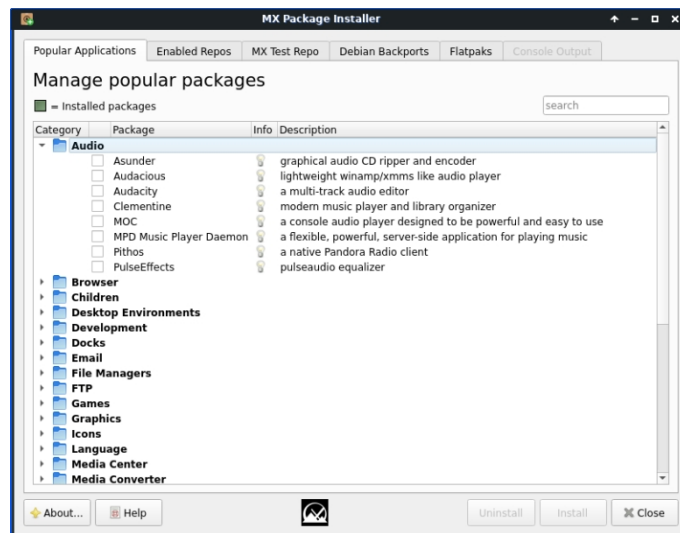 MX Package Installer
Popular Applications Enabled Repos MX Test Repo Debian Backports Flatpaks Console Output
Manage popular packages
= Installed packages search
Category Package Info Description
Audio
Asunder graphical audio CD ripper and encoder
Audacious lightweight winamp/xmms like audio player
Audacity a multi-track audio editor
Clementine modern music player and library organizer
MOC a console audio player designed to be powerful and easy to use
MPD Music Player Daemon a flexible, powerful, server-side application for playing music
Pithos a native Pandora Radio client
PulseEffects pulseaudio equalizer
Browser
Children
Desktop Environments
Development
Docks
Email
File Managers
FTP
Games
Graphics
Icons
Language
Media Center
Media Converter
About... Help Uninstall Install Close